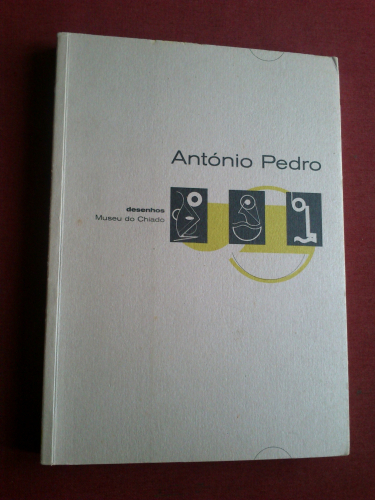 António Pedro
desenhos
Museu do Chiado